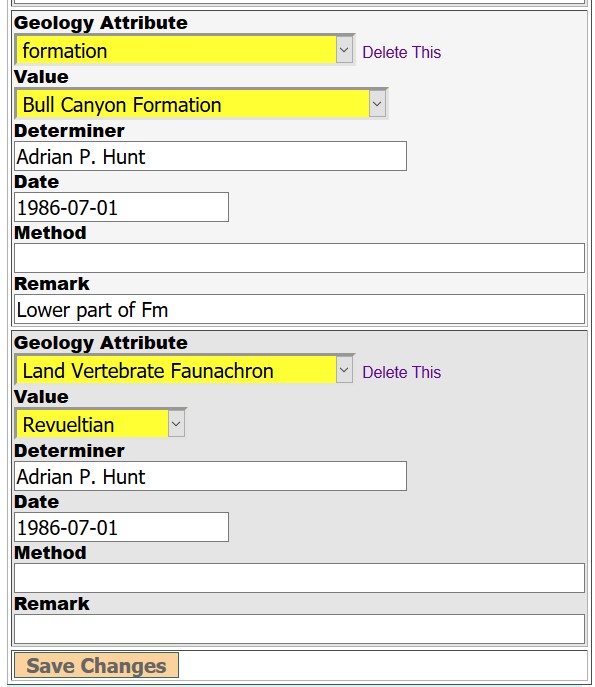 Geology Attribute
formation Delete This
Value
Bull Canyon Formation
Determiner
Adrian P. Hunt
Date
1986-07-01
Method
Remark
Lower part of Fm
Geology Attribute
Land Vertebrate Faunachron Delete This
Value
Revueltian
Determiner
Adrian P. Hunt
Date
1986-07-01
Method
Remark
Save Changes